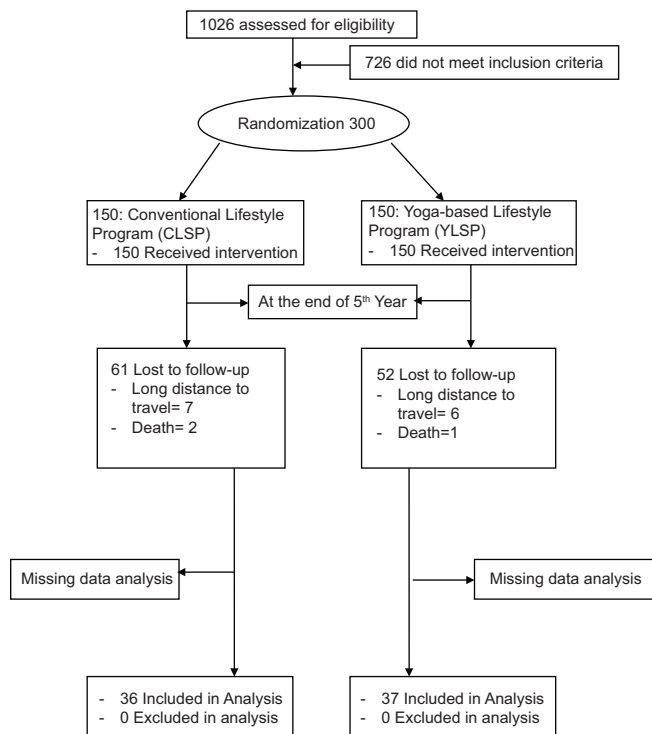 1026 assessed for eligibility
726 did not meet inclusion criteria
Randomization 300
150: Conventional Lifestyle
Program (CLSP)
- 150 Received intervention
150: Yoga-based Lifestyle
Program (YLSP)
- 150 Received intervention
At the end of 5th Year
61 Lost to follow-up
- Long distance to
travel= 7
- Death= 2
52 Lost to follow-up
- Long distance to
travel= 6
- Death=1
Missing data analysis
Missing data analysis
- 36 Included in Analysis
- 0 Excluded in analysis
- 37 Included in Analysis
- 0 Excluded in analysis